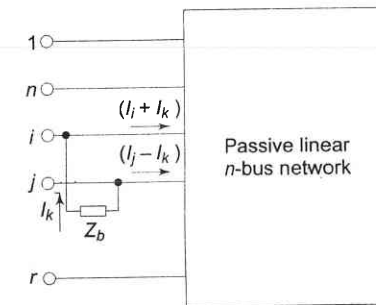 1
n
(I_i + I_k)
i
Passive linear
n-bus network
(I_j – I_k)
j
I_k
Z_b
r